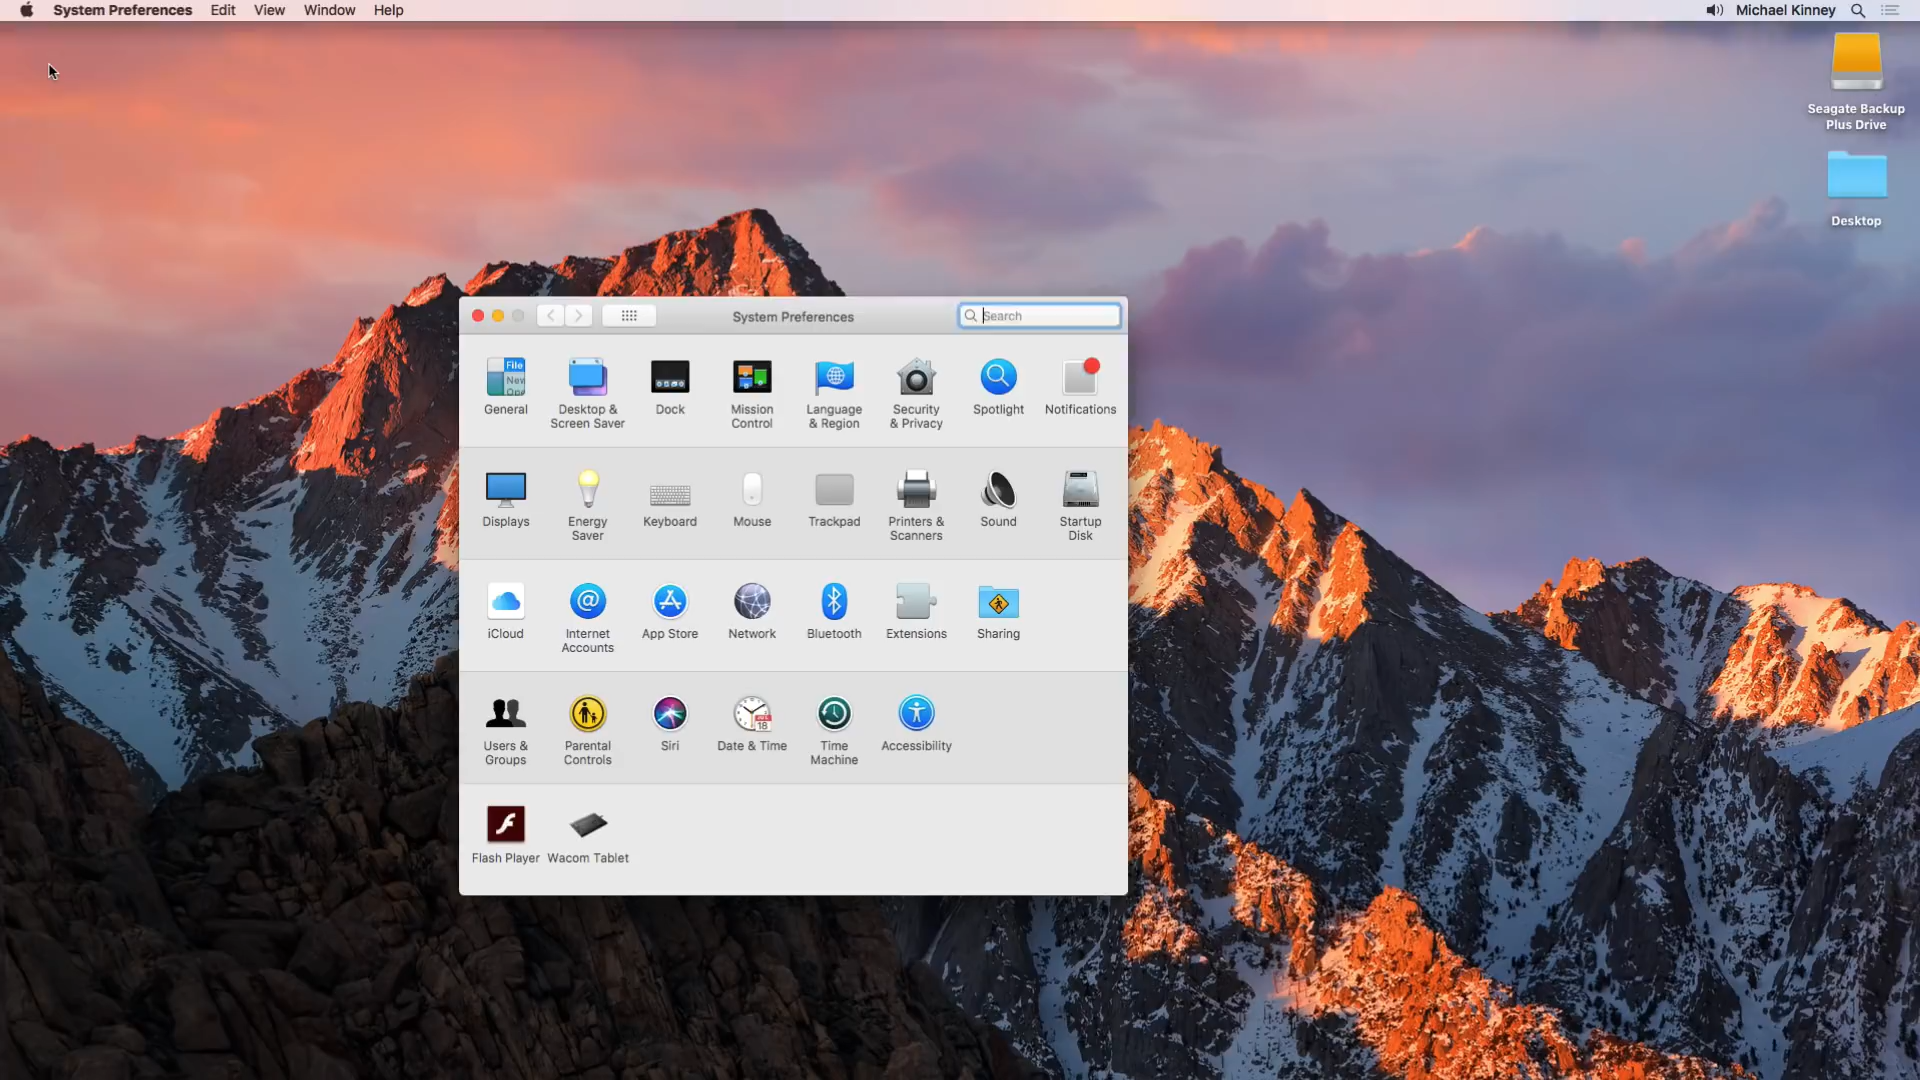 System Preferences Edit View Window Help
Michael Kinney
Seagate Backup
Plus Drive
Desktop
System Preferences
Search
File
New
General
Desktop &
Screen Saver
Dock
Mission
Control
Language
& Region
Security
& Privacy
Spotlight
Notifications
Displays
Energy
Saver
Keyboard
Mouse
Trackpad
Printers &
Scanners
Sound
Startup
Disk
iCloud
@
Internet
Accounts
App Store
Network
Bluetooth
Extensions
Sharing
Users &
Groups
Parental
Controls
Siri
18
Date & Time
Time
Machine
Accessibility
Flash Player
Wacom Tablet